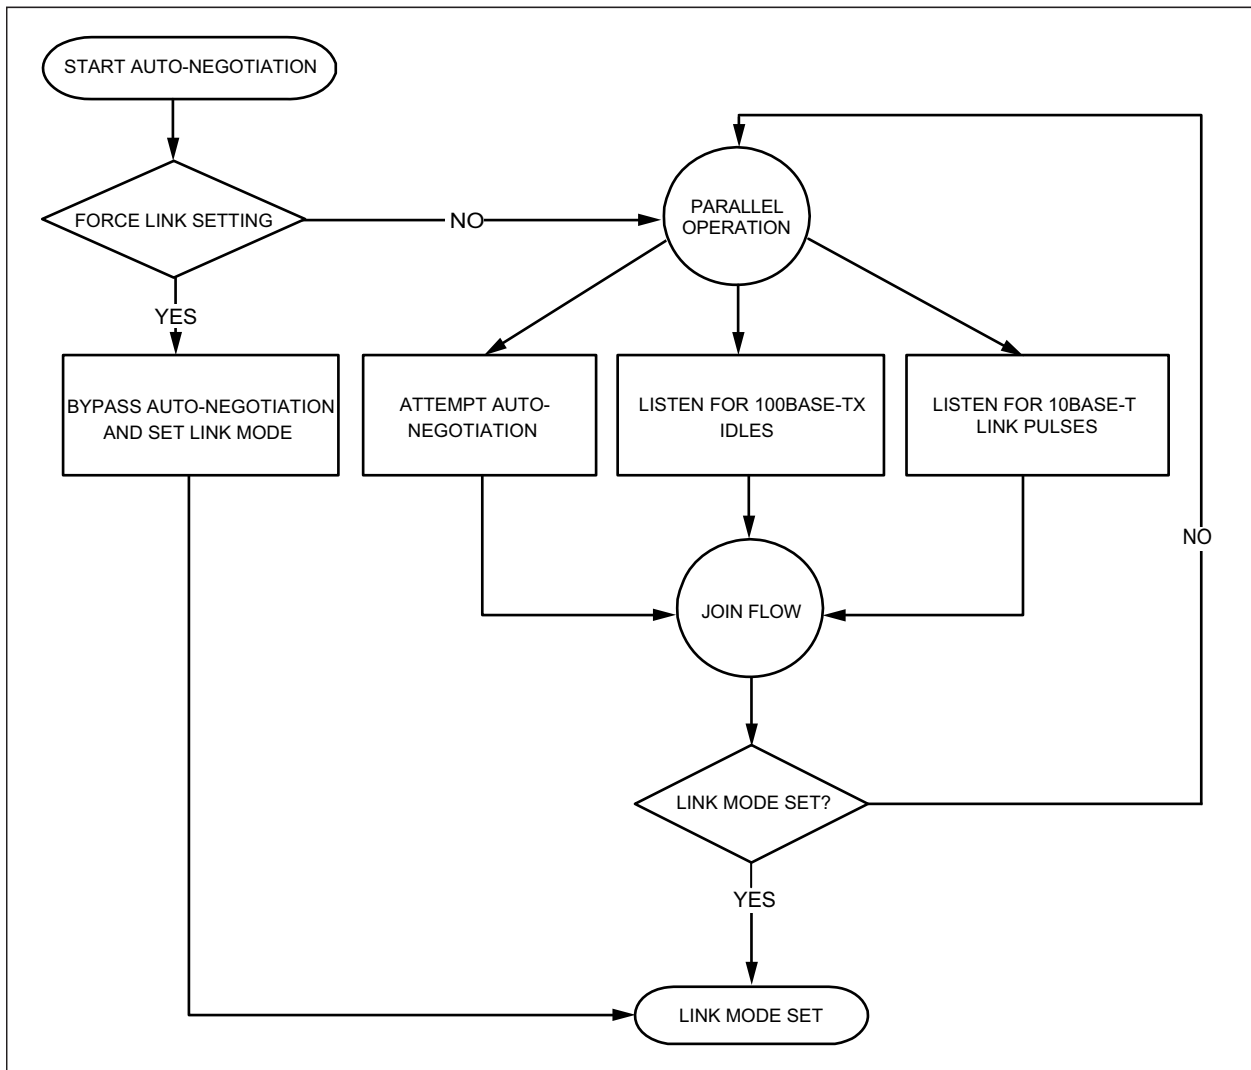 START AUTO-NEGOTIATION
FORCE LINK SETTING
NO
PARALLEL
OPERATION
YES
BYPASS AUTO-NEGOTIATION
AND SET LINK MODE
ATTEMPT AUTO-
NEGOTIATION
LISTEN FOR 100BASE-TX
IDLES
LISTEN FOR 10BASE-T
LINK PULSES
NO
JOIN FLOW
LINK MODE SET?
YES
LINK MODE SET